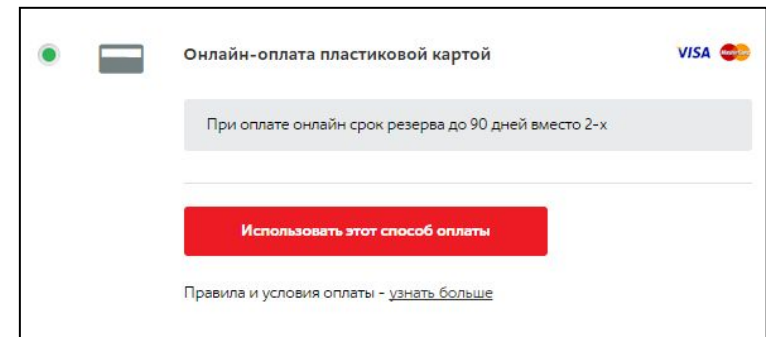 Онлайн-оплата пластиковой картой VISA MasterCard
При оплате онлайн срок резерва до 90 дней вместо 2-х
Использовать этот способ оплаты
Правила и условия оплаты - узнать больше